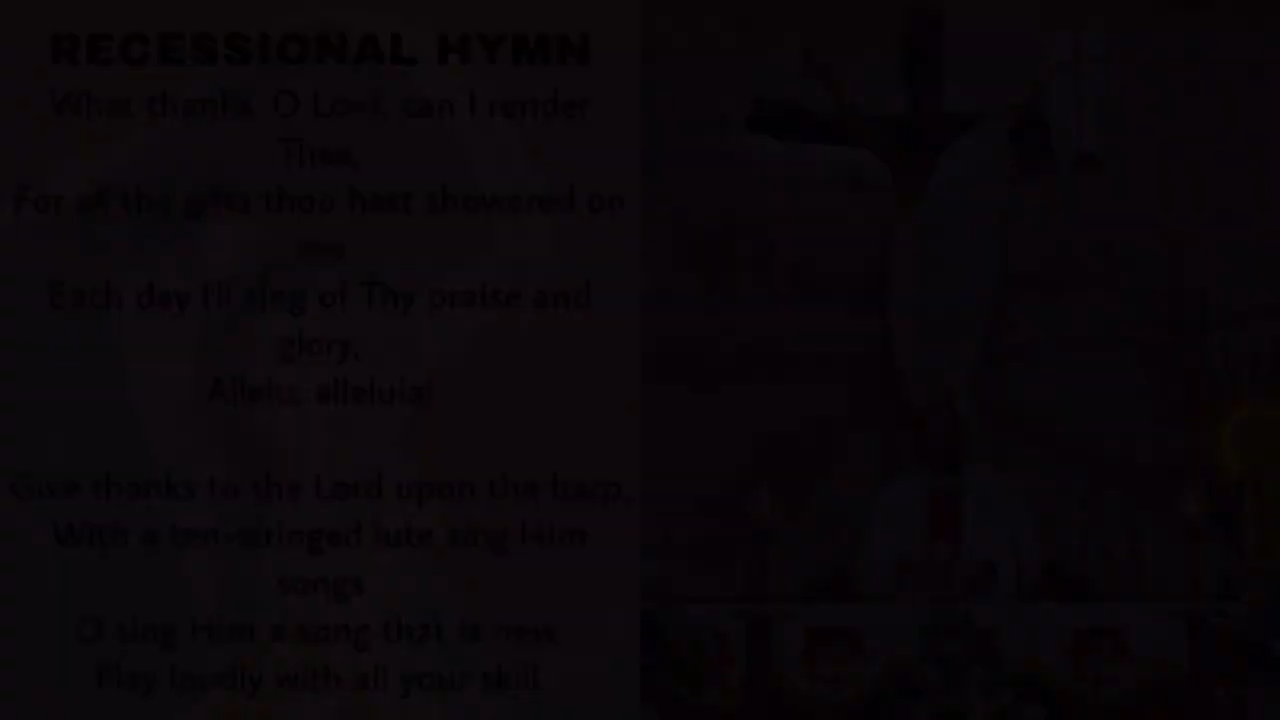 RECESSIONAL HYMN
What thanks, O Lord, can I render
Thee,
For all the gifts thou hast showered on
me
Each day I'll sing of Thy praise and
glory,
Allelu, alleluia!
Give thanks to the Lord upon the harp,
With a ten-stringed lute sing Him
songs
O sing Him a song that is new
Play loudly with all your skill